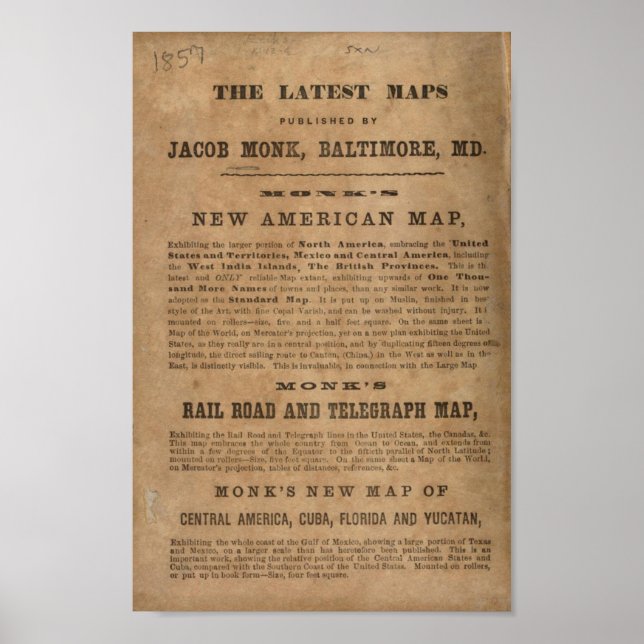 1857
SXN
THE LATEST MAPS
PUBLISHED BY
JACOB MONK, BALTIMORE, MD.
MONK'S
NEW AMERICAN MAP,
Exhibiting the larger portion of North America, embracing the United
States and Territories, Mexico and Central America, including
the West India Islands, The British Provinces. This is th
latest and ONLY reliable Map extant, exhibiting upwards of One Thou-
sand More Names of towns and places, than any similar work. It is now
adopted as the Standard Map. It is put up on Muslin, finished in bes
style of the Art, with fine Copal Varish, and can be washed without injury. It i
mounted on rollers—size, five and a half feet square. On the same sheet is
Map of the World, on Mercator's projection, yet on a new plan exhibiting the United
States, as they really are in a central position, and by duplicating fifteen degrees of
longitude, the direct sailing route to Canton, (China.) in the West as well as in the
East, is distinctly visible. This is invaluable, in connection with the Large Map
MONK'S
RAIL ROAD AND TELEGRAPH MAP,
Exhibiting the Rail Road and Telegraph lines in the United States, the Canadas, &c.
This map embraces the whole country from Ocean to Ocean, and extends from
within a few degrees of the Equator to the fiftieth parallel of North Latitude;
mounted on rollers—Size, five feet square. On the same sheet a Map of the World,
on Mercator's projection, tables of distances, references, &c.
MONK'S NEW MAP OF
CENTRAL AMERICA, CUBA, FLORIDA AND YUCATAN,
Exhibiting the whole coast of the Gulf of Mexico, showing a large portion of Texas
and Mexico, on a larger scale than has heretofore been published. This is an
important work, showing the relative position of the Central American States and
Cuba, compared with the Southern Coast of the United States. Mounted on rollers,
or put up in book form—Size, four feet square.